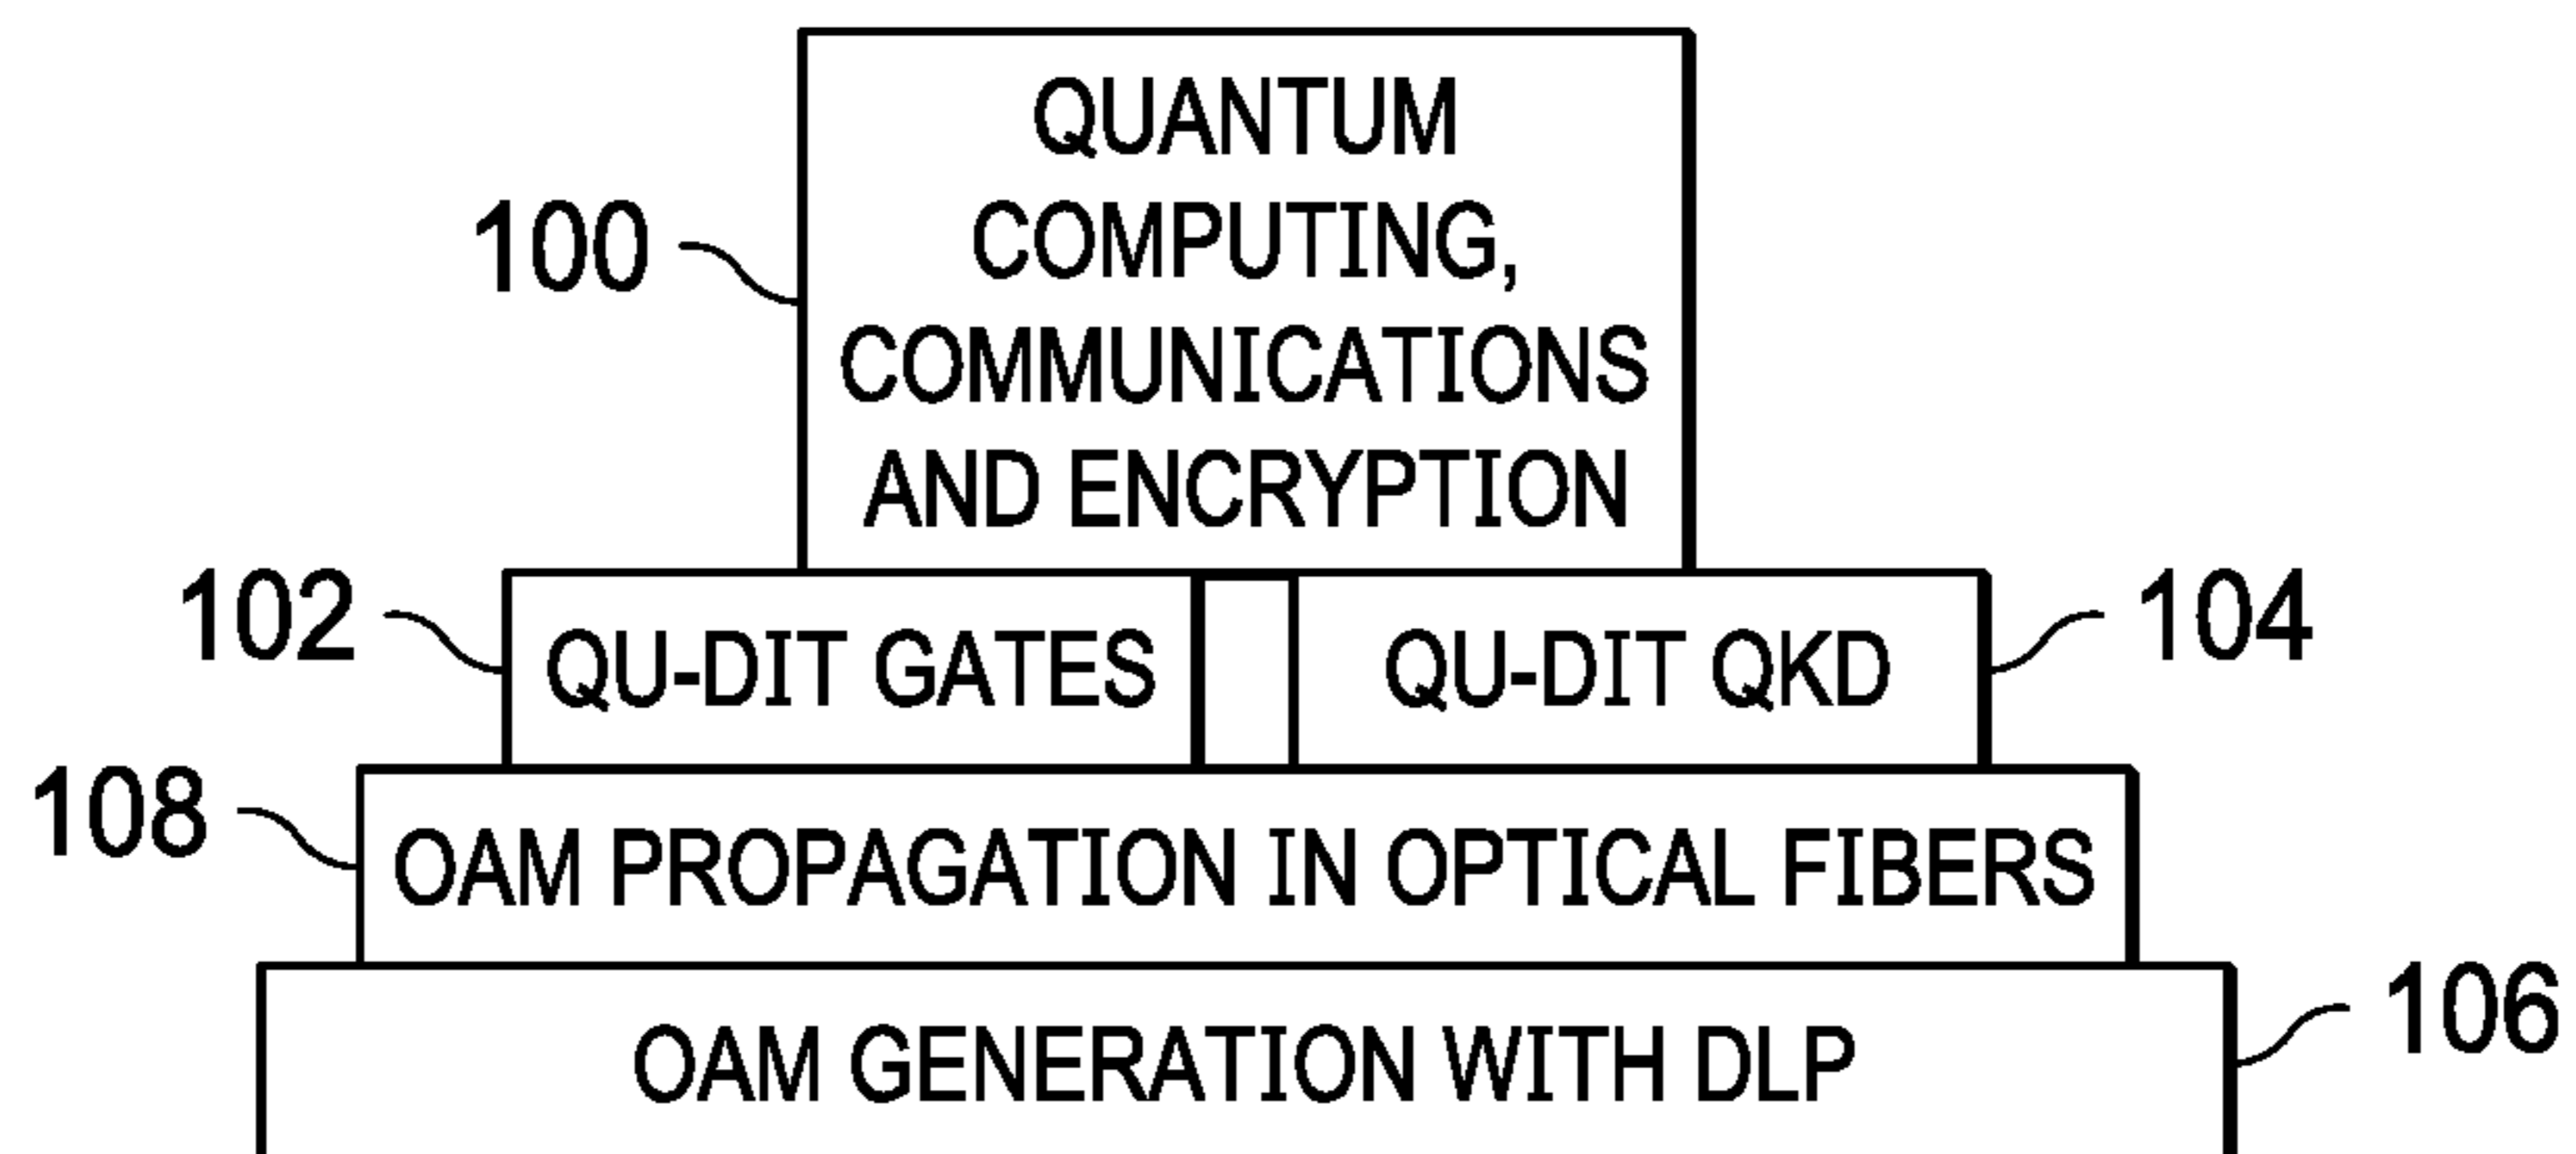 QUANTUM
100
COMPUTING,
COMMUNICATIONS
AND ENCRYPTION
102
QU-DIT GATES
QU-DIT QKD
104
108
OAM PROPAGATION IN OPTICAL FIBERS
OAM GENERATION WITH DLP
106